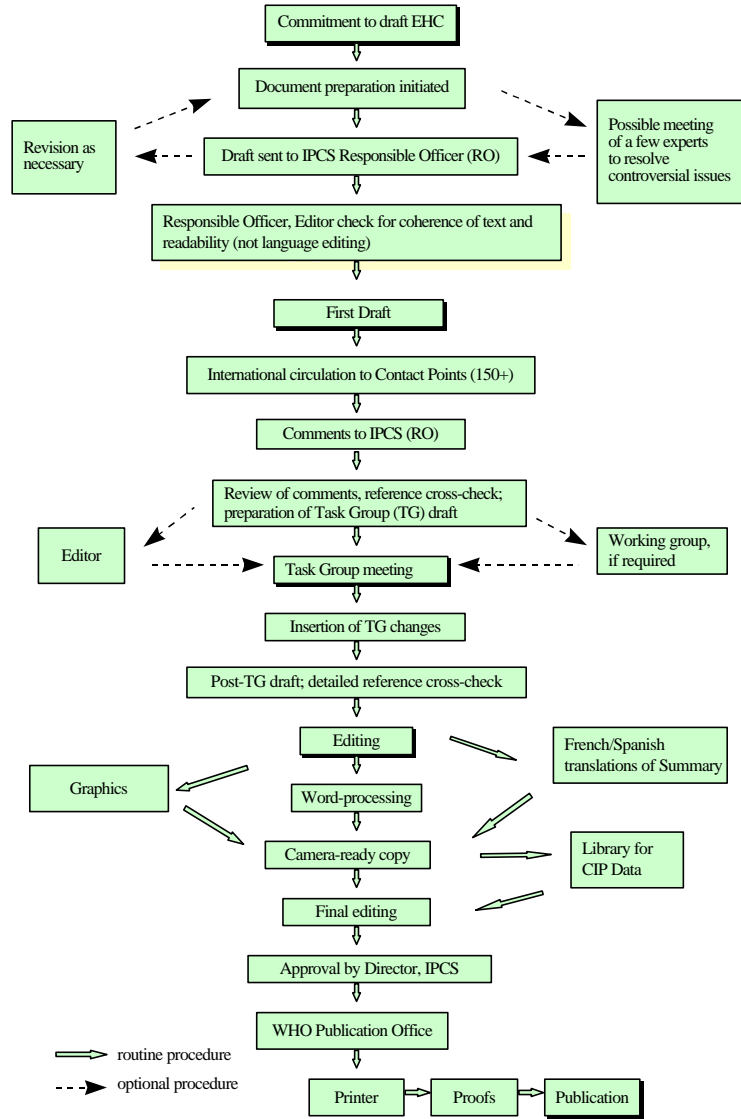 Commitment to draft EHC
Document preparation initiated
Revision as
necessary
Draft sent to IPCS Responsible Officer (RO)
Possible meeting
of a few experts
to resolve
controversial issues
Responsible Officer, Editor check for coherence of text and
readability (not language editing)
First Draft
International circulation to Contact Points (150+)
Comments to IPCS (RO)
Review of comments, reference cross-check;
preparation of Task Group (TG) draft
Editor
Working group,
if required
Task Group meeting
Insertion of TG changes
Post-TG draft; detailed reference cross-check
Editing
French/Spanish
translations of Summary
Graphics
Word-processing
Camera-ready copy
Library for
CIP Data
Final editing
Approval by Director, IPCS
WHO Publication Office
routine procedure
optional procedure
Printer
Proofs
Publication